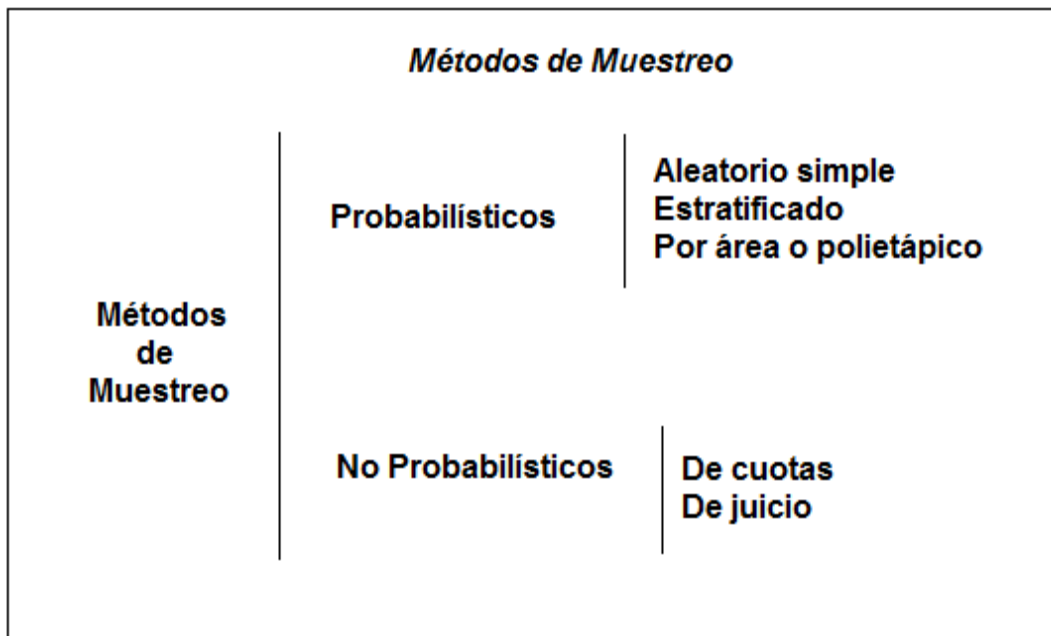 Métodos de Muestreo
Probabilísticos
Aleatorio simple
Estratificado
Por área o polietápico
Métodos
de
Muestreo
No Probabilísticos
De cuotas
De juicio